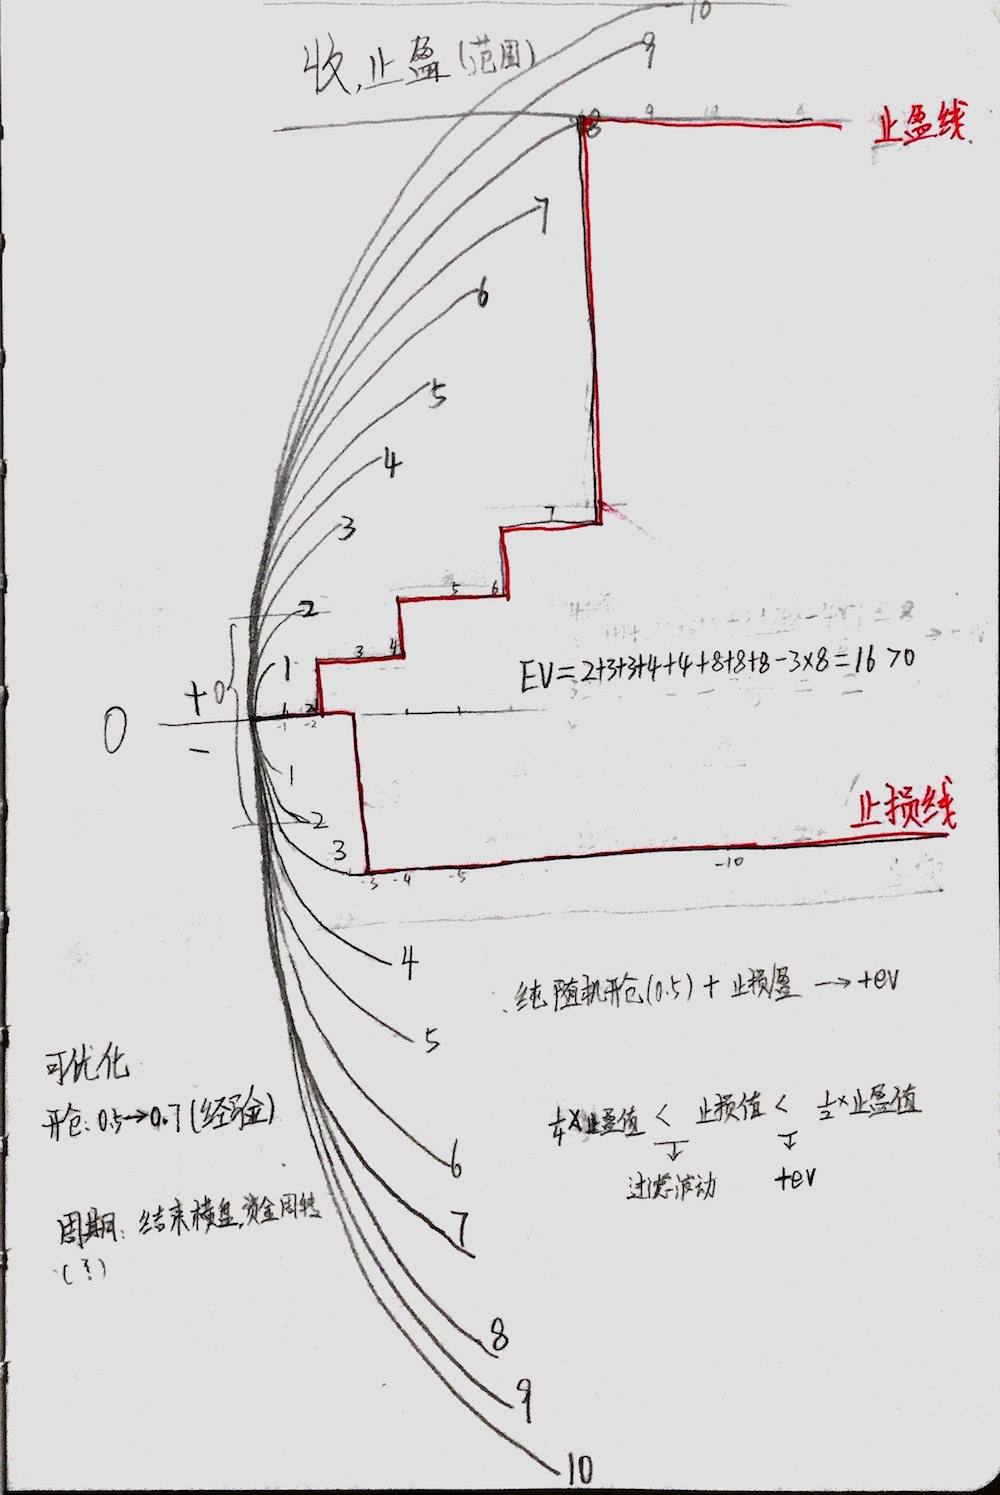 10
9
收,止盈(范围)
8 9 10
止盈线
7
6
5
4
3
2
1
7
5 6
3 4
EV=2+3+3+4+4+8+8+8-3×8=16>0
+0
0
-
1 2
-1 -2
1
2
3
止损线
-3 -4 -5 -10
4
.纯随机开仓(0.5)+止损盈→+ev
5
可优化
开仓:0.5→0.7(经验)
¼×止盈值<止损值<½×止盈值
过滤波动 +ev
6
周期:结束横盘,资金周转
(?)
7
8
9
10